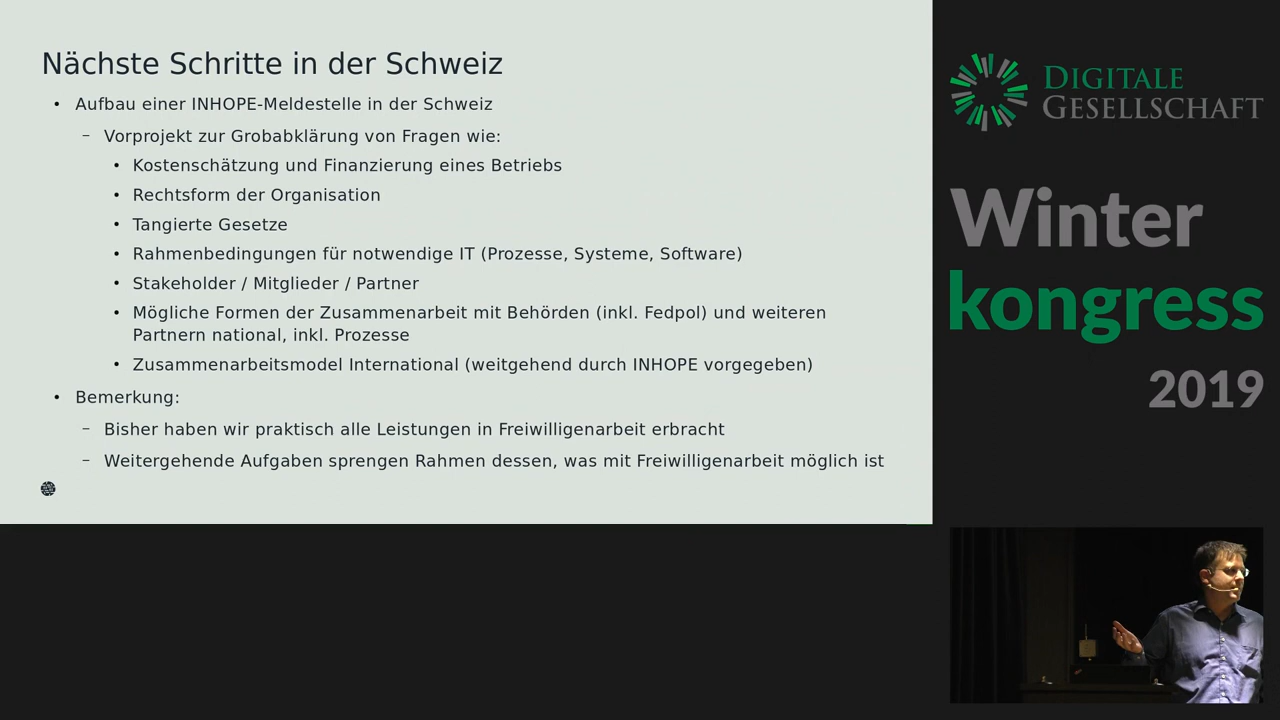 Nächste Schritte in der Schweiz
• Aufbau einer INHOPE-Meldestelle in der Schweiz
– Vorprojekt zur Grobabklärung von Fragen wie:
• Kostenschätzung und Finanzierung eines Betriebs
• Rechtsform der Organisation
• Tangierte Gesetze
• Rahmenbedingungen für notwendige IT (Prozesse, Systeme, Software)
• Stakeholder / Mitglieder / Partner
• Mögliche Formen der Zusammenarbeit mit Behörden (inkl. Fedpol) und weiteren
Partnern national, inkl. Prozesse
• Zusammenarbeitsmodel International (weitgehend durch INHOPE vorgegeben)
• Bemerkung:
– Bisher haben wir praktisch alle Leistungen in Freiwilligenarbeit erbracht
– Weitergehende Aufgaben sprengen Rahmen dessen, was mit Freiwilligenarbeit möglich ist
DIGITALE
GESELLSCHAFT
Winter
kongress
2019